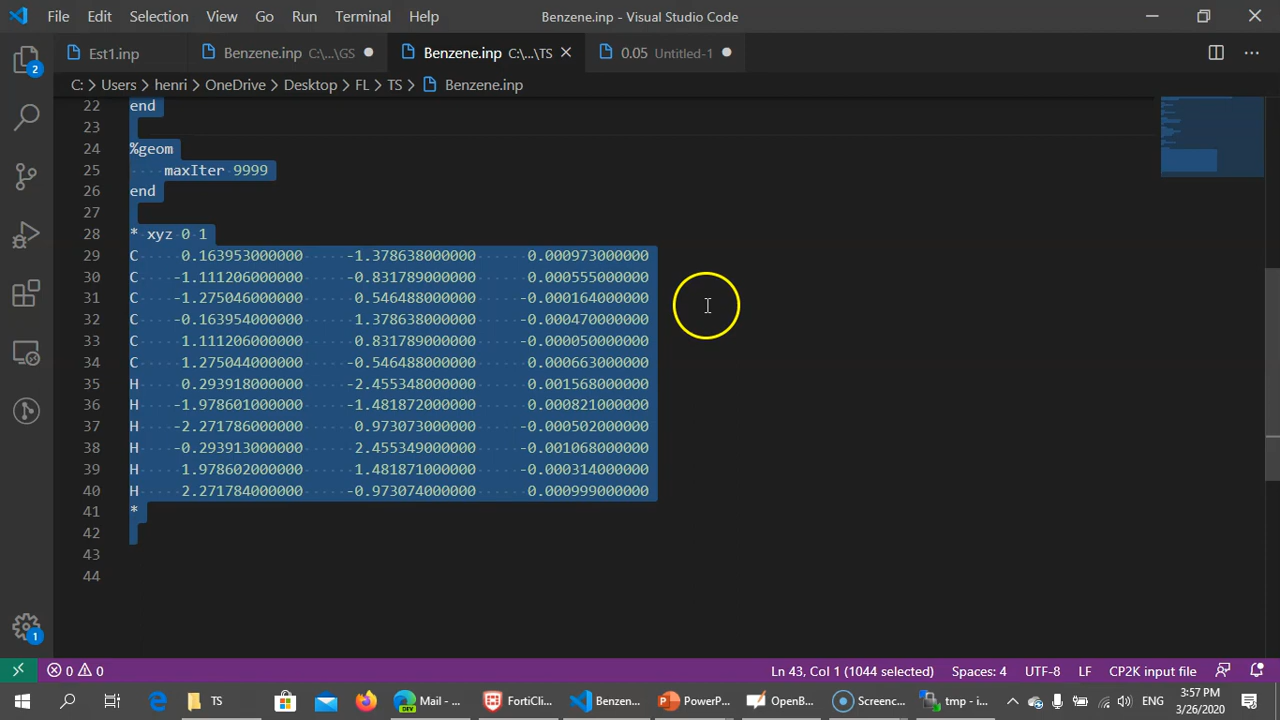 File Edit Selection View Go Run Terminal Help Benzene.inp - Visual Studio Code
Est1.inp Benzene.inp C:\...\GS Benzene.inp C:\...\TS 0.05 Untitled-1
C: > Users > henri > OneDrive > Desktop > FL > TS > Benzene.inp
2
22 end
23
24 %geom
25 maxIter 9999
26 end
27
28 * xyz 0 1
29 C 0.163953000000 -1.378638000000 0.000973000000
30 C -1.111206000000 -0.831789000000 0.000555000000
31 C -1.275046000000 0.546488000000 -0.000164000000
32 C -0.163954000000 1.378638000000 -0.000470000000
33 C 1.111206000000 0.831789000000 -0.000050000000
34 C 1.275044000000 -0.546488000000 0.000663000000
35 H 0.293918000000 -2.455348000000 0.001568000000
36 H -1.978601000000 -1.481872000000 0.000821000000
37 H -2.271786000000 0.973073000000 -0.000502000000
38 H -0.293913000000 2.455349000000 -0.001068000000
39 H 1.978602000000 1.481871000000 -0.000314000000
40 H 2.271784000000 -0.973074000000 0.000999000000
41 *
42
43
44
1
0 0 Ln 43, Col 1 (1044 selected) Spaces: 4 UTF-8 LF CP2K input file
TS Mail - ... DEV FortiClie... Benzen... PowerP... OpenB... Screenc... tmp - i... ENG 3:57 PM
3/26/2020